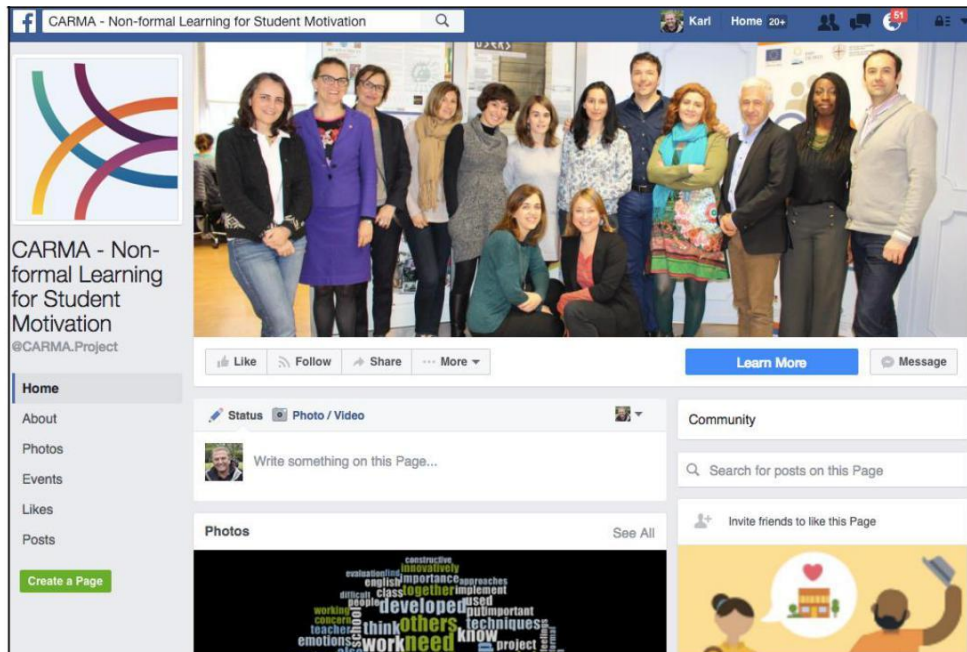 CARMA - Non-formal Learning for Student Motivation
Karl
Home 20+
51
CARMA - Non-
formal Learning
for Student
Motivation
@CARMA.Project
Home
About
Photos
Events
Likes
Posts
Create a Page
Like
Follow
Share
More
Learn More
Message
Status
Photo / Video
Write something on this Page...
Community
Search for posts on this Page
Invite friends to like this Page
Photos
See All
constructive
innovatively
evaluation find
english importance approaches
difficult class together implement
people developed used
working put important
concern others techniques
teacher think know
emotions school work need project
feelings